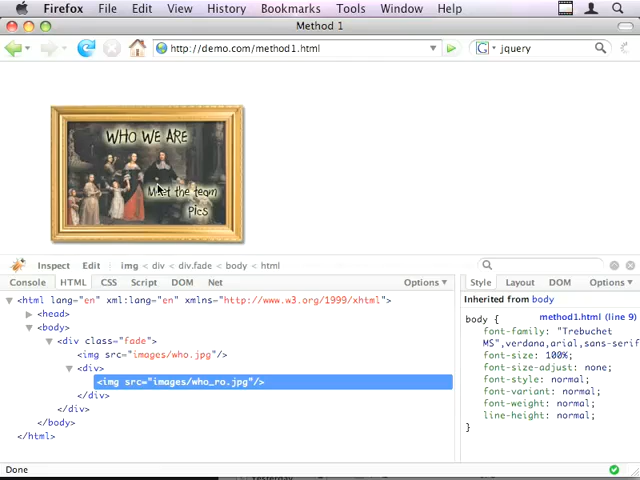 Firefox File Edit View History Bookmarks Tools Window Help
Method 1
http://demo.com/method1.html
jquery
WHO WE ARE
Meet the team
Pics
Inspect Edit img < div < div.fade < body < html
Console HTML CSS Script DOM Net Options
Style Layout DOM Options
<html lang="en" xml:lang="en" xmlns="http://www.w3.org/1999/xhtml">
<head>
<body>
<div class="fade">
<img src="images/who.jpg"/>
<div>
<img src="images/who_ro.jpg"/>
</div>
</div>
</body>
</html>
Inherited from body
body { method1.html (line 9)
font-family: "Trebuchet
MS",verdana,arial,sans-serif
font-size: 100%;
font-size-adjust: none;
font-style: normal;
font-variant: normal;
font-weight: normal;
line-height: normal;
}
Done
Yesterday